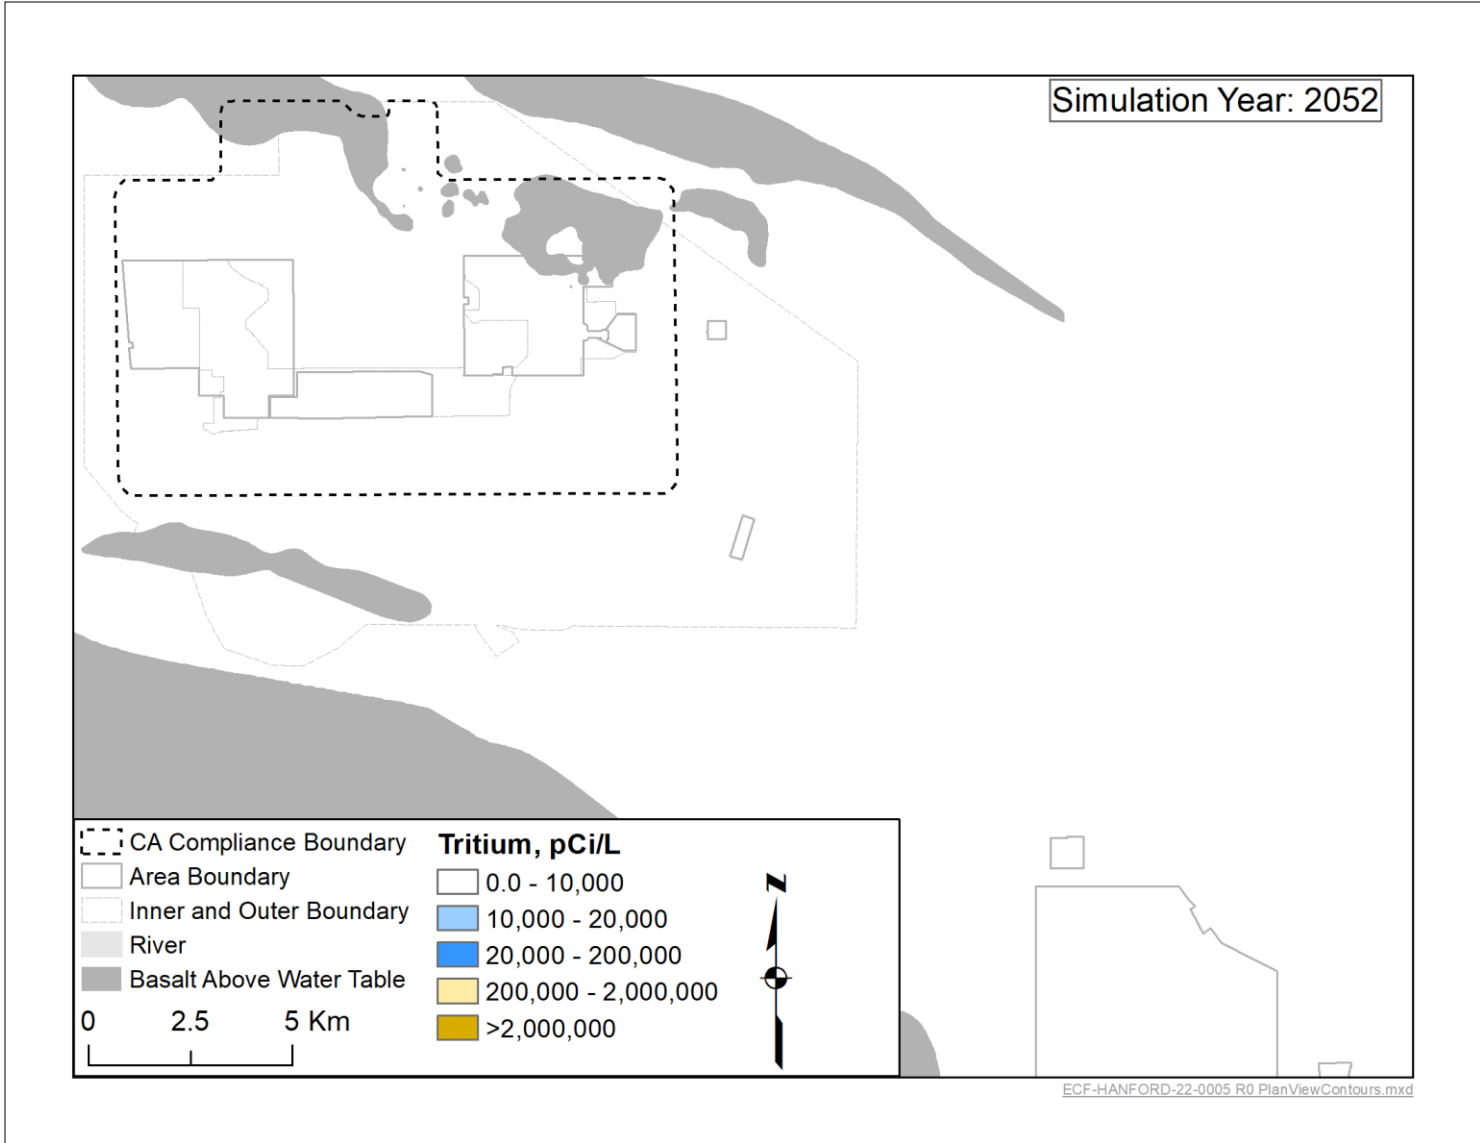 Simulation Year: 2052
CA Compliance Boundary
Area Boundary
Inner and Outer Boundary
River
Basalt Above Water Table
0 2.5 5 Km
Tritium, pCi/L
0.0 - 10,000
10,000 - 20,000
20,000 - 200,000
200,000 - 2,000,000
>2,000,000
N
ECF-HANFORD-22-0005 R0 PlanViewContours.mxd